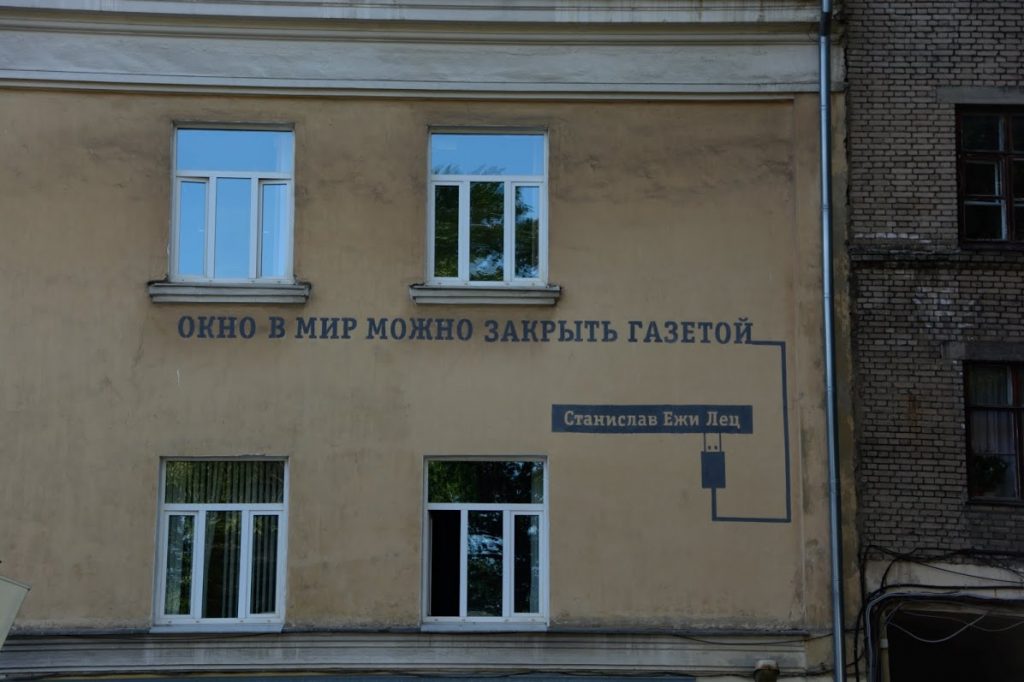 ОКНО В МИР МОЖНО ЗАКРЫТЬ ГАЗЕТОЙ
Станислав Ежи Лец